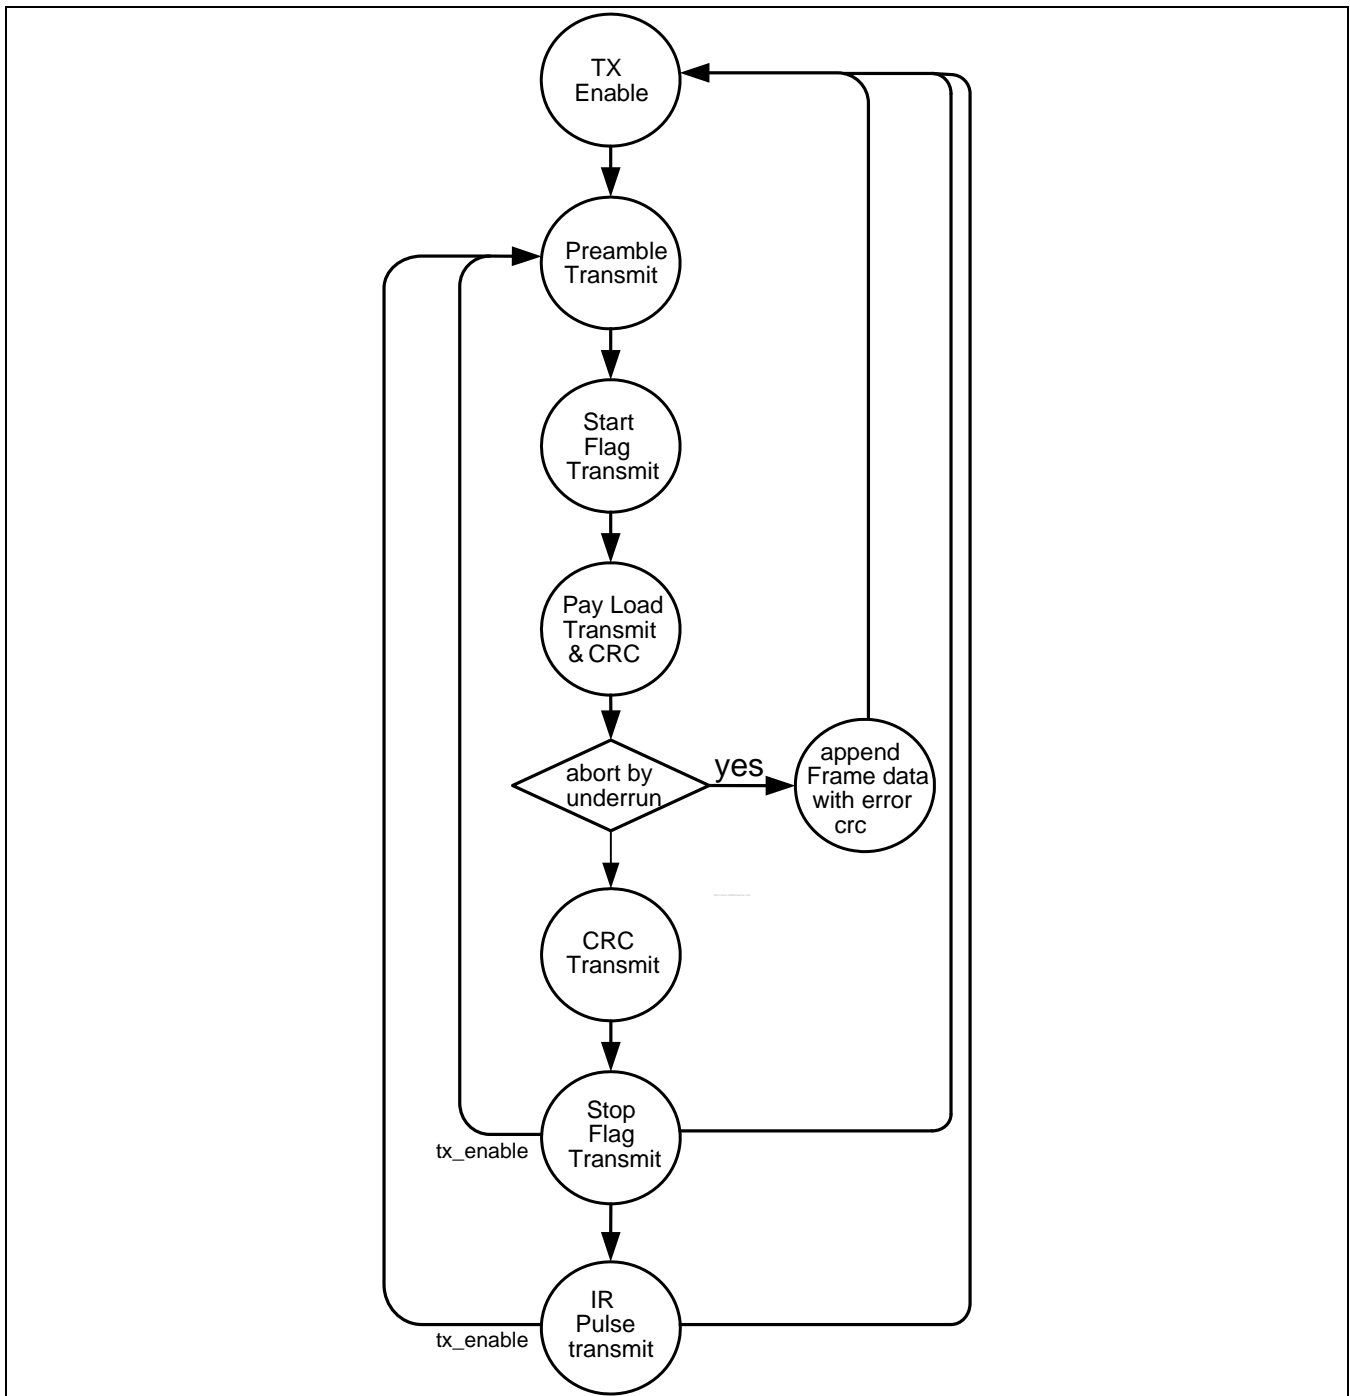 TX
Enable
Preamble
Transmit
Start
Flag
Transmit
Pay Load
Transmit
& CRC
abort by
underrun
yes
append
Frame data
with error
crc
CRC
Transmit
Stop
Flag
Transmit
tx_enable
IR
Pulse
transmit
tx_enable